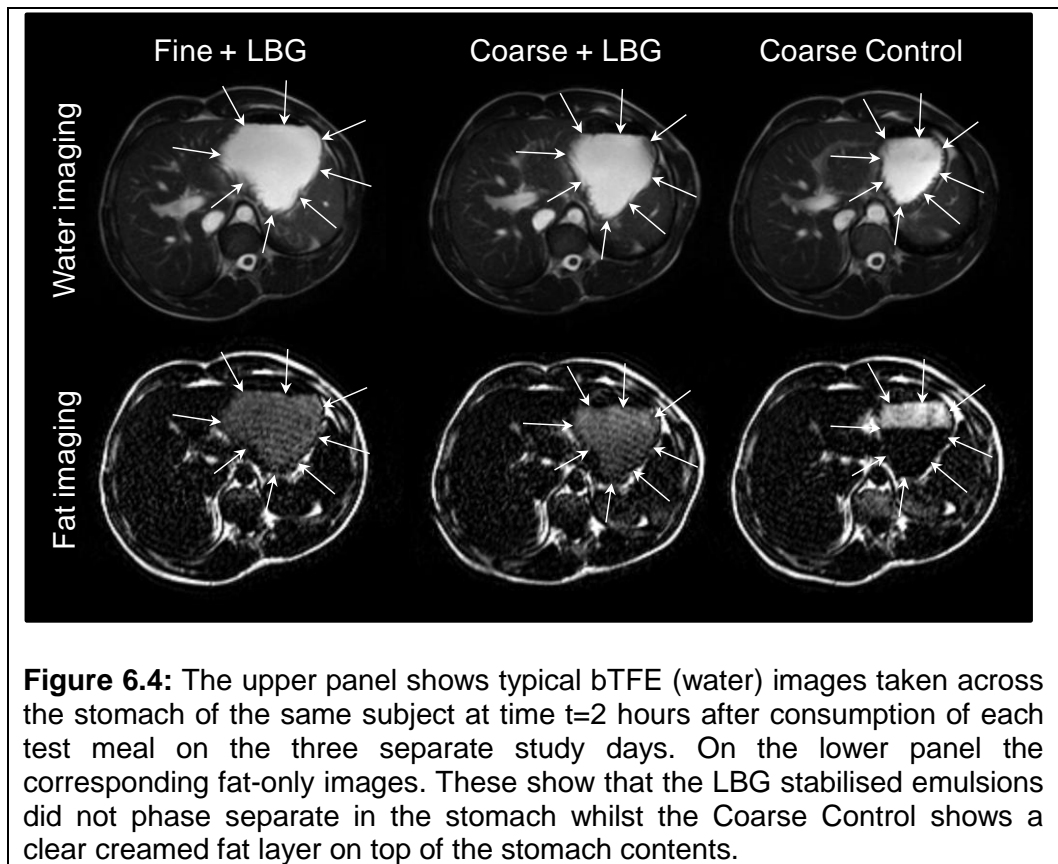 Fine + LBG
Coarse + LBG
Coarse Control
Water imaging
Fat imaging
Figure 6.4: The upper panel shows typical bTFE (water) images taken across
the stomach of the same subject at time t=2 hours after consumption of each
test meal on the three separate study days. On the lower panel the
corresponding fat-only images. These show that the LBG stabilised emulsions
did not phase separate in the stomach whilst the Coarse Control shows a
clear creamed fat layer on top of the stomach contents.